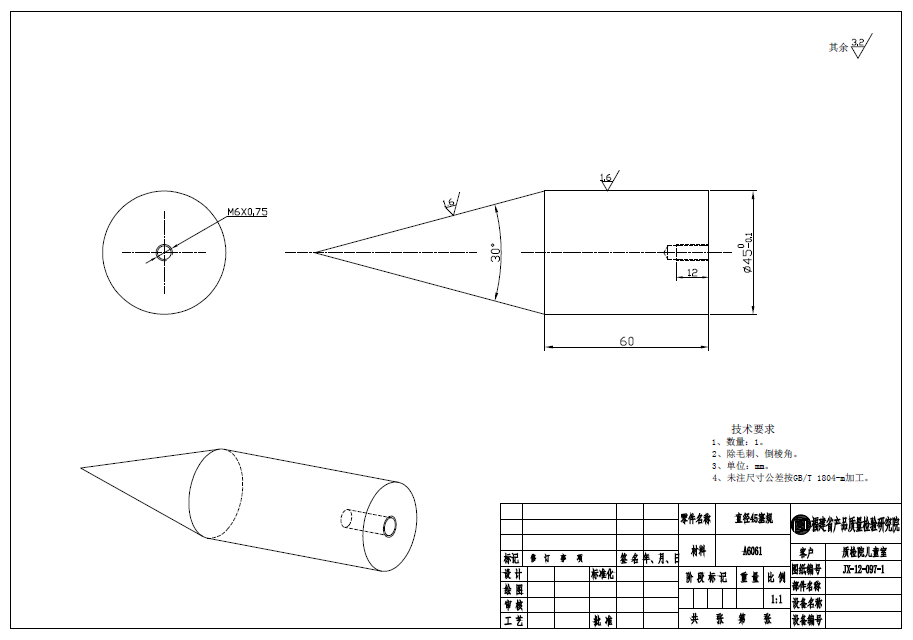 其余 3.2
M6X0,75
1.6
1.6
30°
12
Ø45 0 -0.1
60
技术要求
1、数量：1。
2、除毛刺、倒棱角。
3、单位：mm。
4、未注尺寸公差按GB/T 1804-m加工。
零件名称 直径45塞规 福建省产品质量检验研究院
材料 A6061 客户 质检院儿童室
标记 修 订 事 项 签 名 年、月、日
图纸编号 JX-12-097-1
设 计 标准化 阶 段 标 记 重 量 比 例
部件名称
绘 图
审 核 1:1 设备名称
工 艺 批 准 共 张 第 张 设备编号